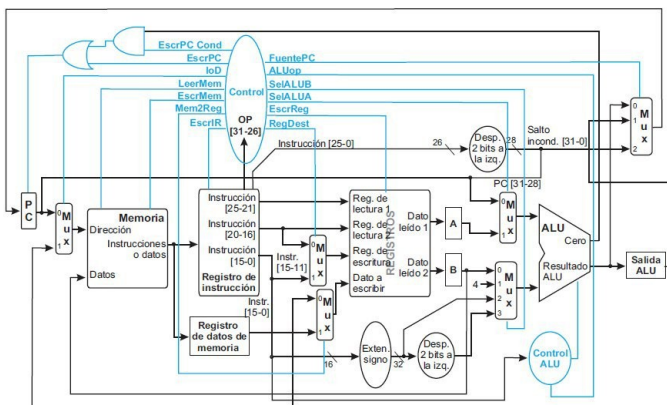 EscrPC Cond
EscrPC
IoD
LeerMem
EscrMem
Mem2Reg
EscrIR
Control
OP
[31-26]
FuentePC
ALUop
SelALUB
SelALUA
EscrReg
RegDest
Instrucción [25-0]
26
Desp.
2 bits a
la izq.
28
Salto
incond. [31-0]
PC [31-28]
0
1
2
Mux
PC
0
1
Mux
Memoria
Dirección
Instrucciones
o datos
Datos
Instrucción
[25-21]
Instrucción
[20-16]
Instrucción
[15-0]
Registro de
instrucción
Instr.
[15-11]
Instr.
[15-0]
Registro
de datos de
memoria
0
1
Mux
0
1
Mux
Reg. de
lectura 1
Reg. de
lectura 2
Reg. de
escritura
Dato a
escribir
REGISTROS
Dato
leído 1
Dato
leído 2
A
B
0
1
Mux
0
4
1
2
3
Mux
ALU
Cero
Resultado
ALU
Salida
ALU
16
Exten.
signo
32
Desp.
2 bits a
la izq.
Control
ALU